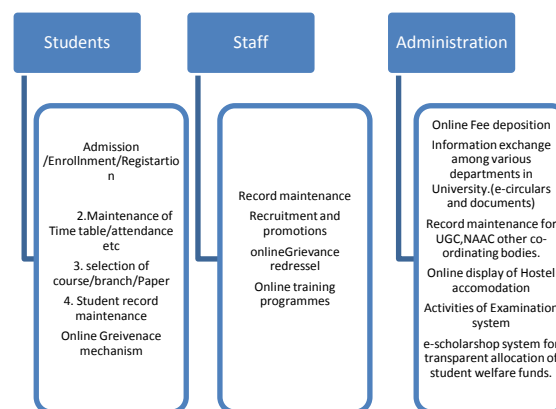 Students
Admission
/Enrollnment/Registartio
n
2.Maintenance of
Time table/attendance
etc
3. selection of
course/branch/Paper
4. Student record
maintenance
Online Greivenace
mechanism
Staff
Record maintenance
Recruitment and
promotions
onlineGrievance
redressel
Online training
programmes
Administration
Online Fee deposition
Information exchange
among various
departments in
University.(e-circulars
and documents)
Record maintenance for
UGC,NAAC other co-
ordinating bodies.
Online display of Hostel
accomodation
Activities of Examination
system
e-scholarshop system for
transparent allocation of
student welfare funds.